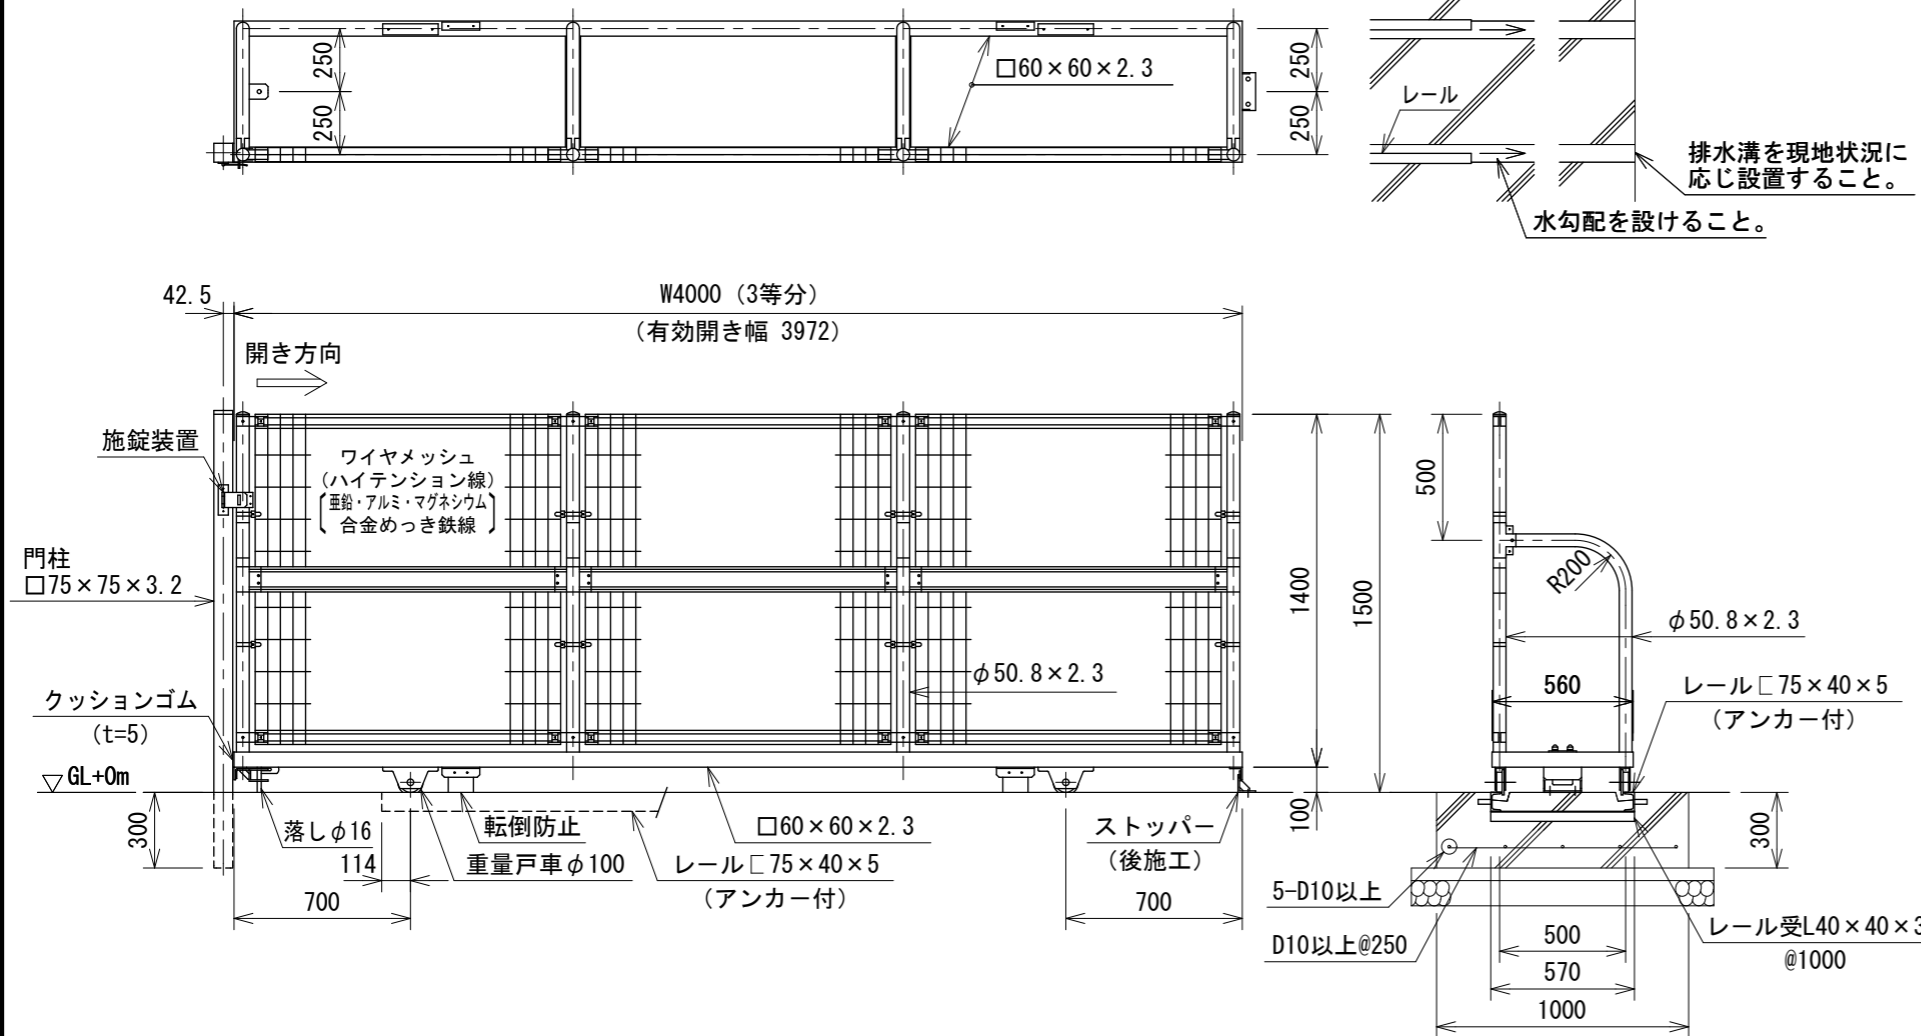 250
250
□60×60×2.3
250
250
レール
排水溝を現地状況に
応じ設置すること。
水勾配を設けること。
42.5
W4000 (3等分)
(有効開き幅 3972)
開き方向
施錠装置
ワイヤメッシュ
(ハイテンション線)
亜鉛・アルミ・マグネシウム
合金めっき鉄線
門柱
□75×75×3.2
クッションゴム
(t=5)
▽GL+0m
300
落しφ16
114
700
転倒防止
重量戸車φ100
□60×60×2.3
レール⊏75×40×5
(アンカー付)
φ50.8×2.3
ストッパー
(後施工)
700
1400
1500
100
500
R200
φ50.8×2.3
560
レール⊏75×40×5
(アンカー付)
300
5-D10以上
D10以上@250
レール受L40×40×3
@1000
500
570
1000